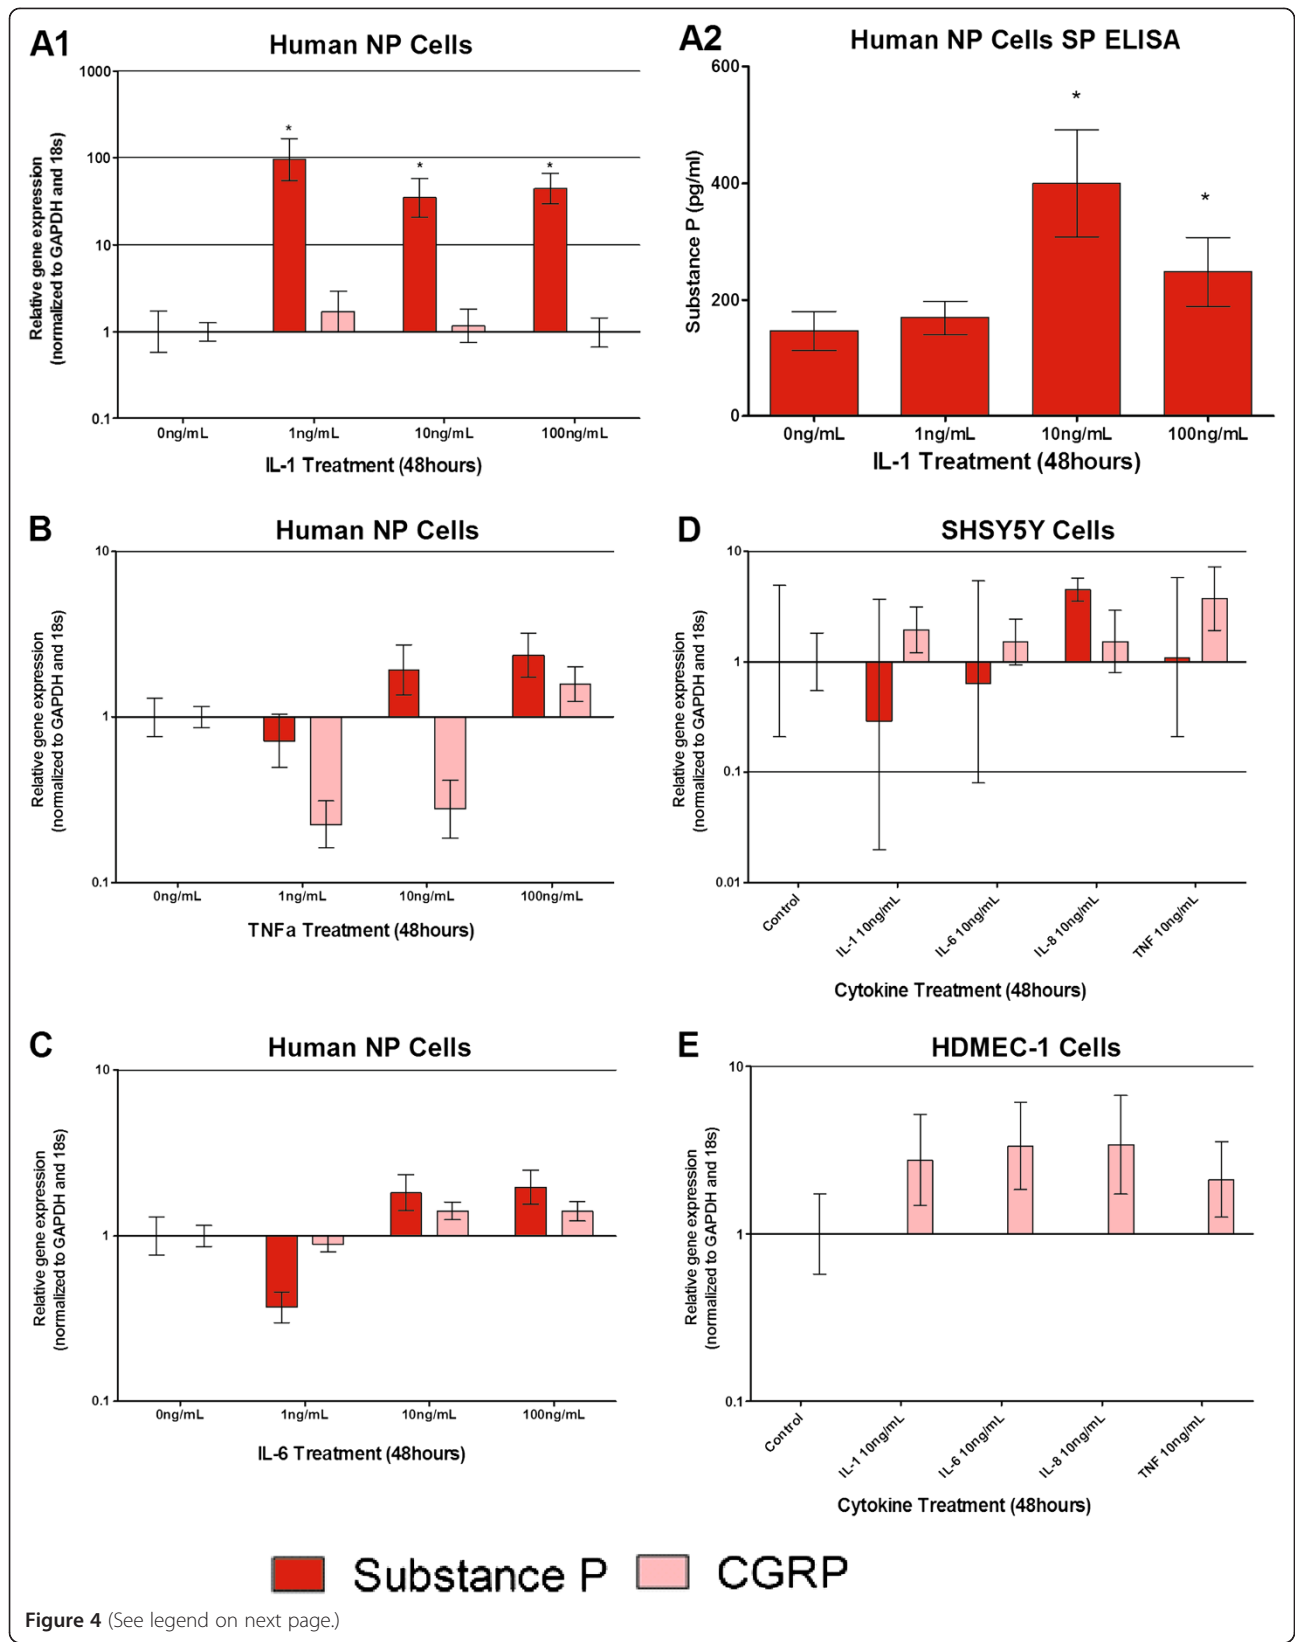 A1
Human NP Cells
Relative gene expression
(normalized to GAPDH and 18s)
1000
100
10
1
0.1
*
*
*
0ng/mL 1ng/mL 10ng/mL 100ng/mL
IL-1 Treatment (48hours)
A2
Human NP Cells SP ELISA
Substance P (pg/ml)
600
400
200
0
*
*
0ng/mL 1ng/mL 10ng/mL 100ng/mL
IL-1 Treatment (48hours)
B
Human NP Cells
Relative gene expression
(normalized to GAPDH and 18s)
10
1
0.1
0ng/mL 1ng/mL 10ng/mL 100ng/mL
TNFa Treatment (48hours)
D
SHSY5Y Cells
Relative gene expression
(normalized to GAPDH and 18s)
10
1
0.1
0.01
Control
IL-1 10ng/mL
IL-6 10ng/mL
IL-8 10ng/mL
TNF 10ng/mL
Cytokine Treatment (48hours)
C
Human NP Cells
Relative gene expression
(normalized to GAPDH and 18s)
10
1
0.1
0ng/mL 1ng/mL 10ng/mL 100ng/mL
IL-6 Treatment (48hours)
E
HDMEC-1 Cells
Relative gene expression
(normalized to GAPDH and 18s)
10
1
0.1
Control
IL-1 10ng/mL
IL-6 10ng/mL
IL-8 10ng/mL
TNF 10ng/mL
Cytokine Treatment (48hours)
Substance P CGRP
Figure 4 (See legend on next page.)